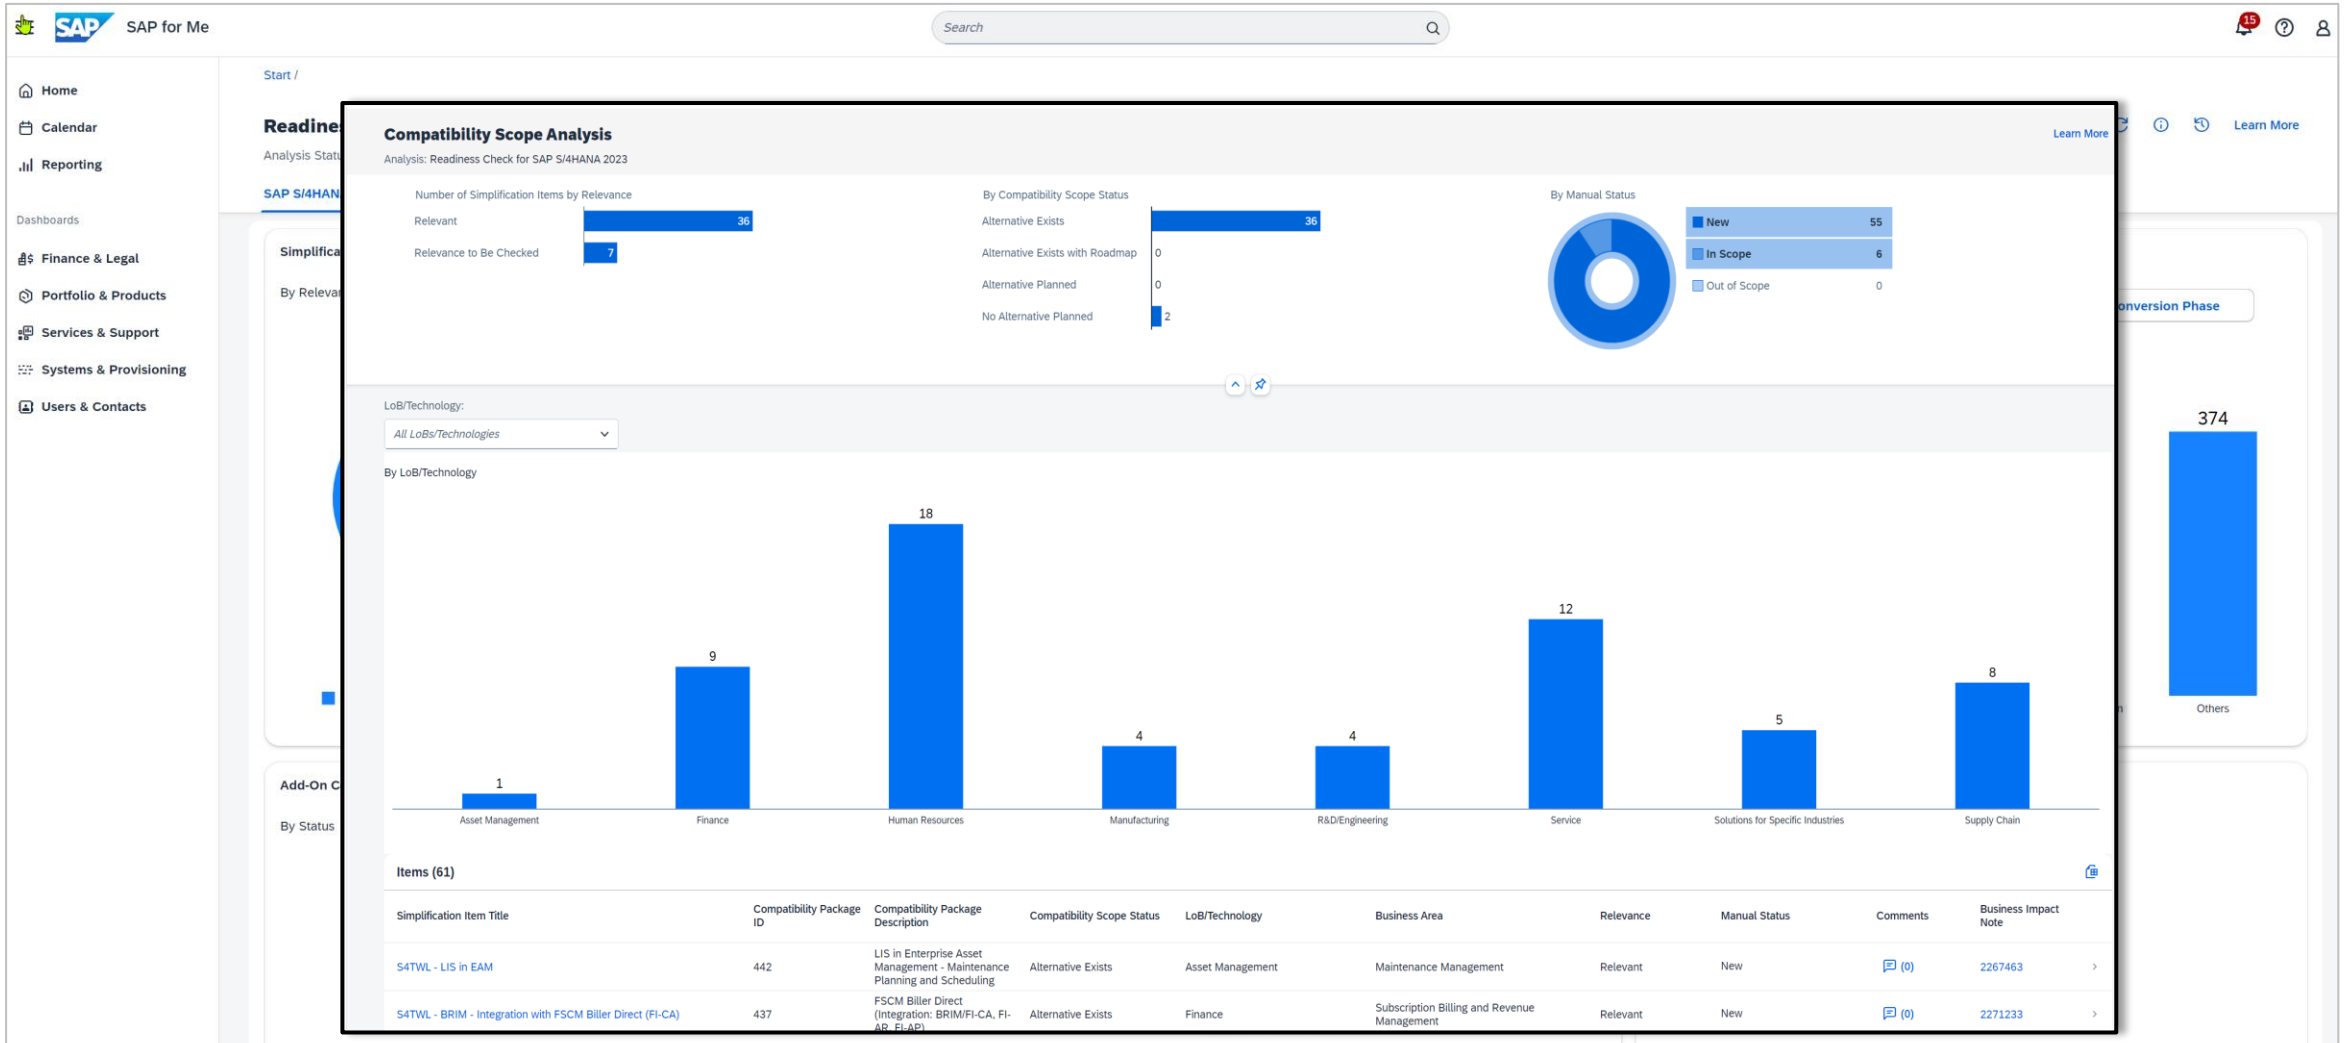 SAP
SAP for Me
Search
15
Home
Calendar
Reporting
Dashboards
Finance & Legal
Portfolio & Products
Services & Support
Systems & Provisioning
Users & Contacts
Start /
Learn More
Analysis
SAP S/4HAN
By Status
onversion Phase
374
Others
Compatibility Scope Analysis
Learn More
Analysis: Readiness Check for SAP S/4HANA 2023
Number of Simplification Items by Relevance
Relevant
36
Relevance to Be Checked
7
By Compatibility Scope Status
Alternative Exists
36
Alternative Exists with Roadmap
0
Alternative Planned
0
No Alternative Planned
2
By Manual Status
New 55
In Scope 6
Out of Scope 0
LoB/Technology:
All LoBs/Technologies
By LoB/Technology
1
9
18
4
4
12
5
8
Asset Management
Finance
Human Resources
Manufacturing
R&D/Engineering
Service
Solutions for Specific Industries
Supply Chain
Items (61)
Simplification Item Title
Compatibility Package
ID
Compatibility Package
Description
Compatibility Scope Status
LoB/Technology
Business Area
Relevance
Manual Status
Comments
Business Impact
Note
S4TWL - LIS in EAM
442
LIS in Enterprise Asset
Management - Maintenance
Planning and Scheduling
Alternative Exists
Asset Management
Maintenance Management
Relevant
New
(0)
2267463
S4TWL - BRIM - Integration with FSCM Biller Direct (FI-CA)
437
FSCM Biller Direct
(Integration: BRIM/FI-CA, FI-
AR, FI-AP)
Alternative Exists
Finance
Subscription Billing and Revenue
Management
Relevant
New
(0)
2271233